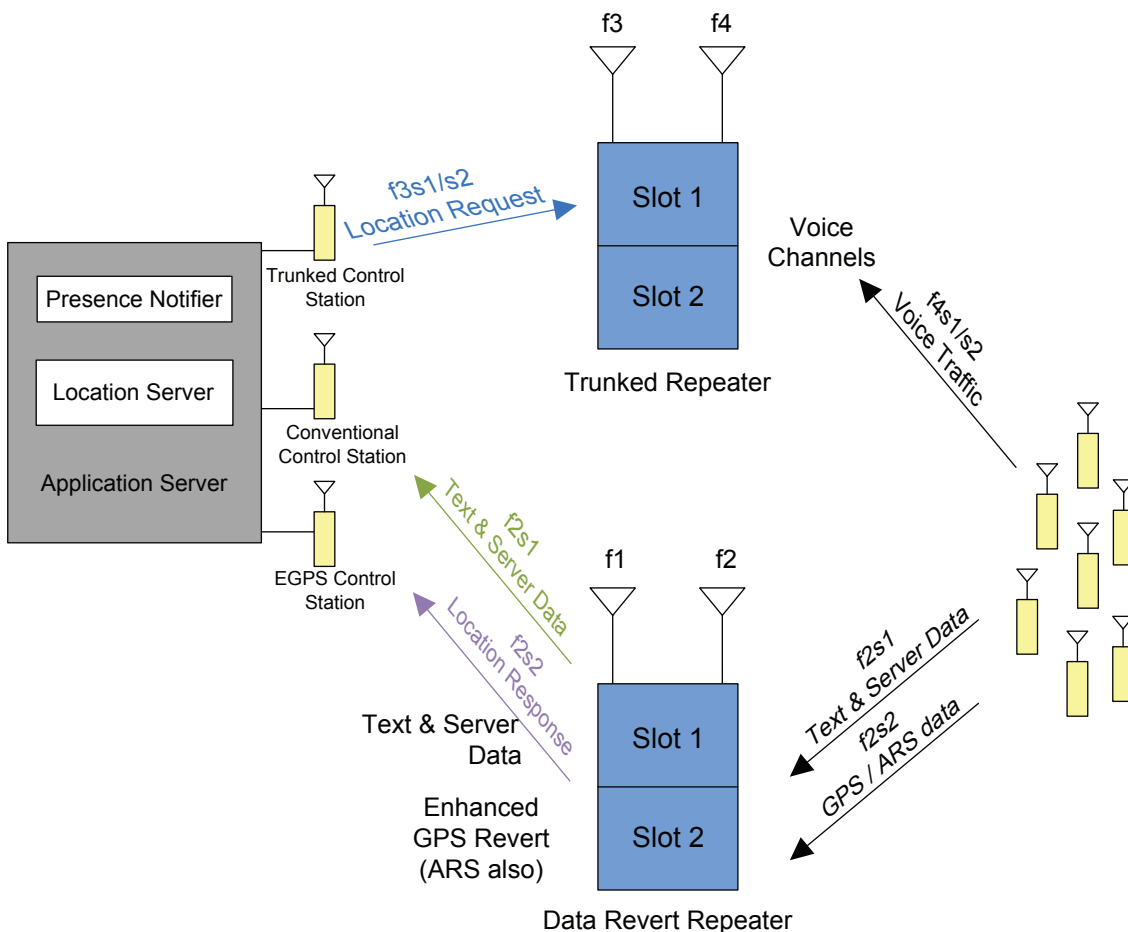 f3
f4
Slot 1
Slot 2
Trunked Repeater
f3s1/s2
Location Request
Voice
Channels
f4s1/s2
Voice Traffic
Presence Notifier
Location Server
Application Server
Trunked Control
Station
Conventional
Control Station
EGPS Control
Station
f2s1
Text & Server Data
f2s2
Location Response
f1
f2
Text & Server
Data
Enhanced
GPS Revert
(ARS also)
Slot 1
Slot 2
Data Revert Repeater
f2s1
Text & Server Data
f2s2
GPS / ARS data